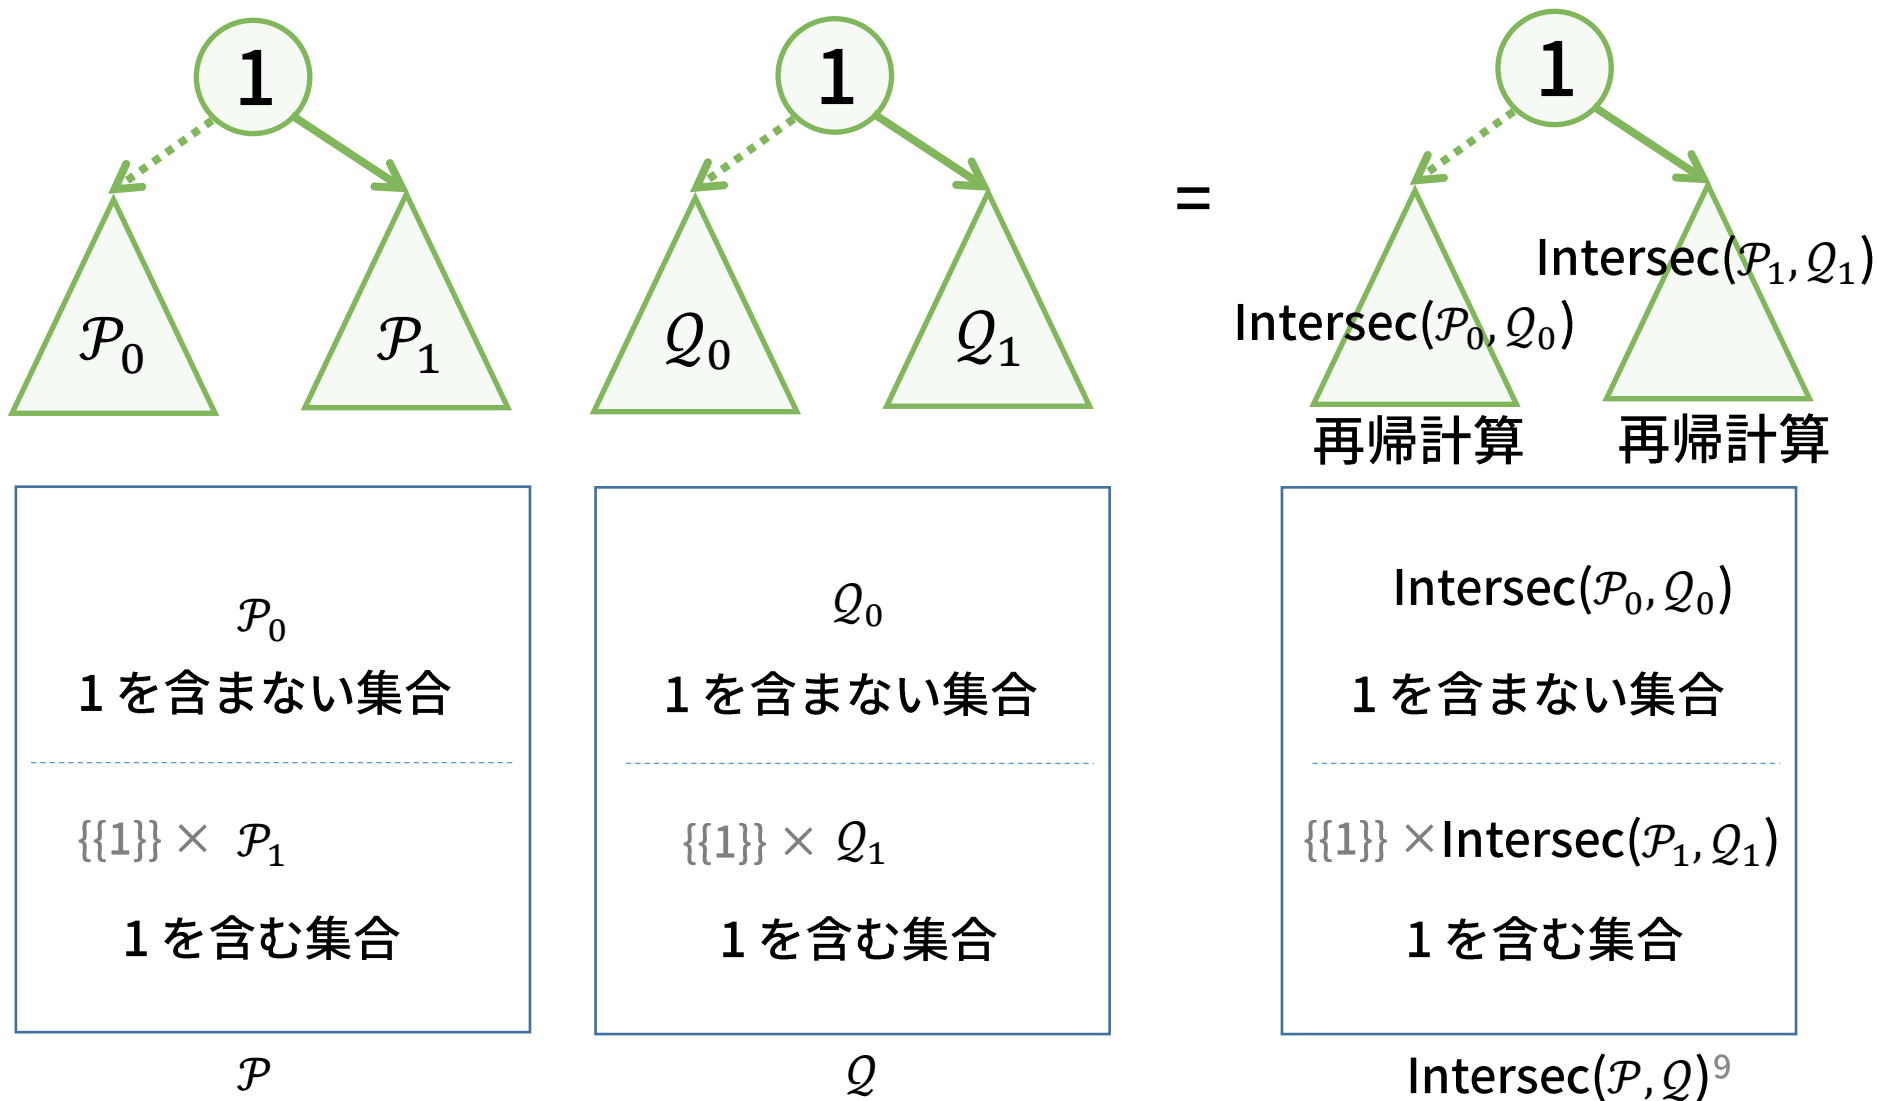 1
1
1
=
𝒫₀
𝒫₁
𝒬₀
𝒬₁
Intersec(𝒫₀, 𝒬₀)
Intersec(𝒫₁, 𝒬₁)
再帰計算
再帰計算
𝒫₀
1 を含まない集合
{{1}} × 𝒫₁
1 を含む集合
𝒫
𝒬₀
1 を含まない集合
{{1}} × 𝒬₁
1 を含む集合
𝒬
Intersec(𝒫₀, 𝒬₀)
1 を含まない集合
{{1}} ×Intersec(𝒫₁, 𝒬₁)
1 を含む集合
Intersec(𝒫, 𝒬)
9